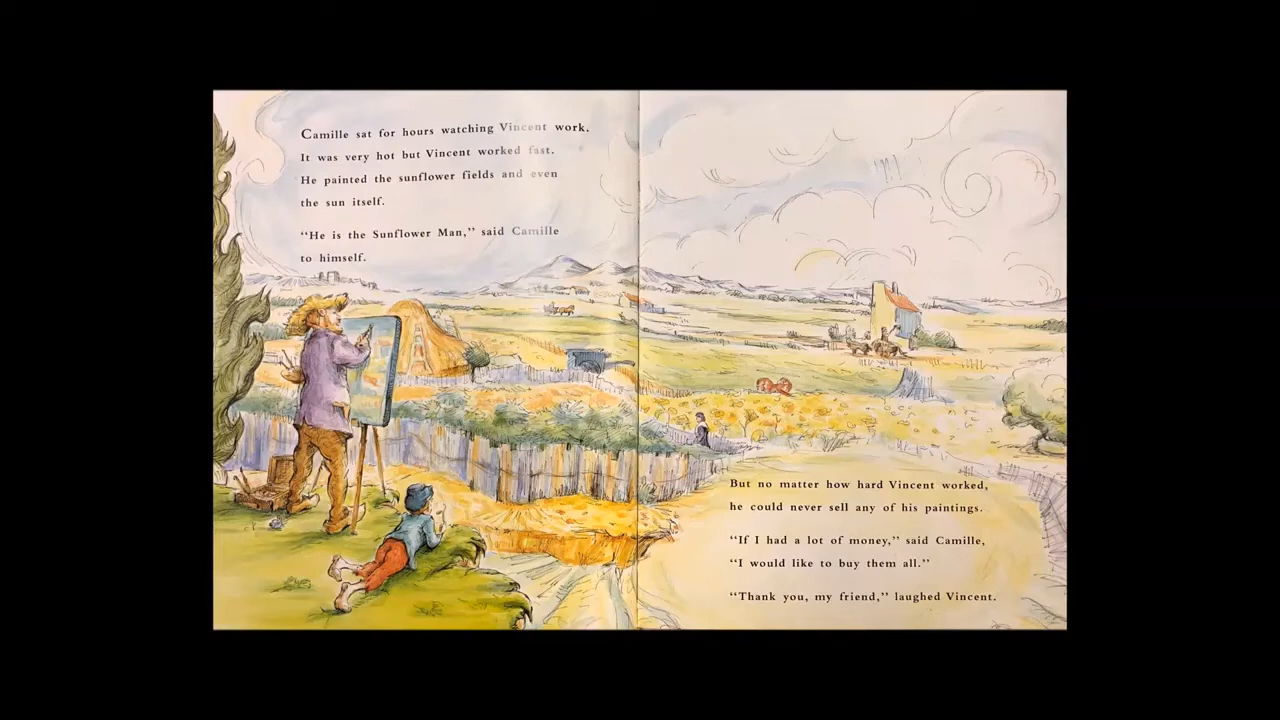 Camille sat for hours watching Vincent work.
It was very hot but Vincent worked fast.
He painted the sunflower fields and even
the sun itself.
“He is the Sunflower Man,” said Camille
to himself.
But no matter how hard Vincent worked,
he could never sell any of his paintings.
“If I had a lot of money,” said Camille,
“I would like to buy them all.”
“Thank you, my friend,” laughed Vincent.